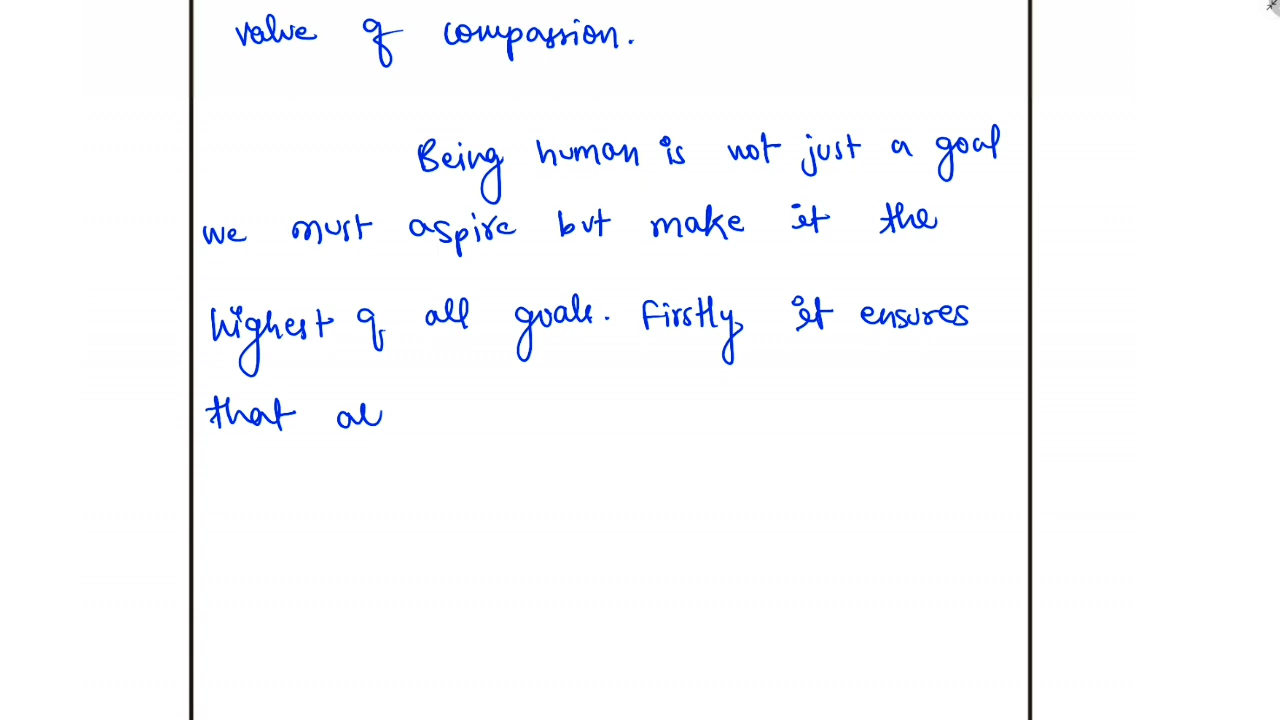 value of compassion.
Being human is not just a goal
we must aspire but make it the
highest of all goals. Firstly, it ensures
that al